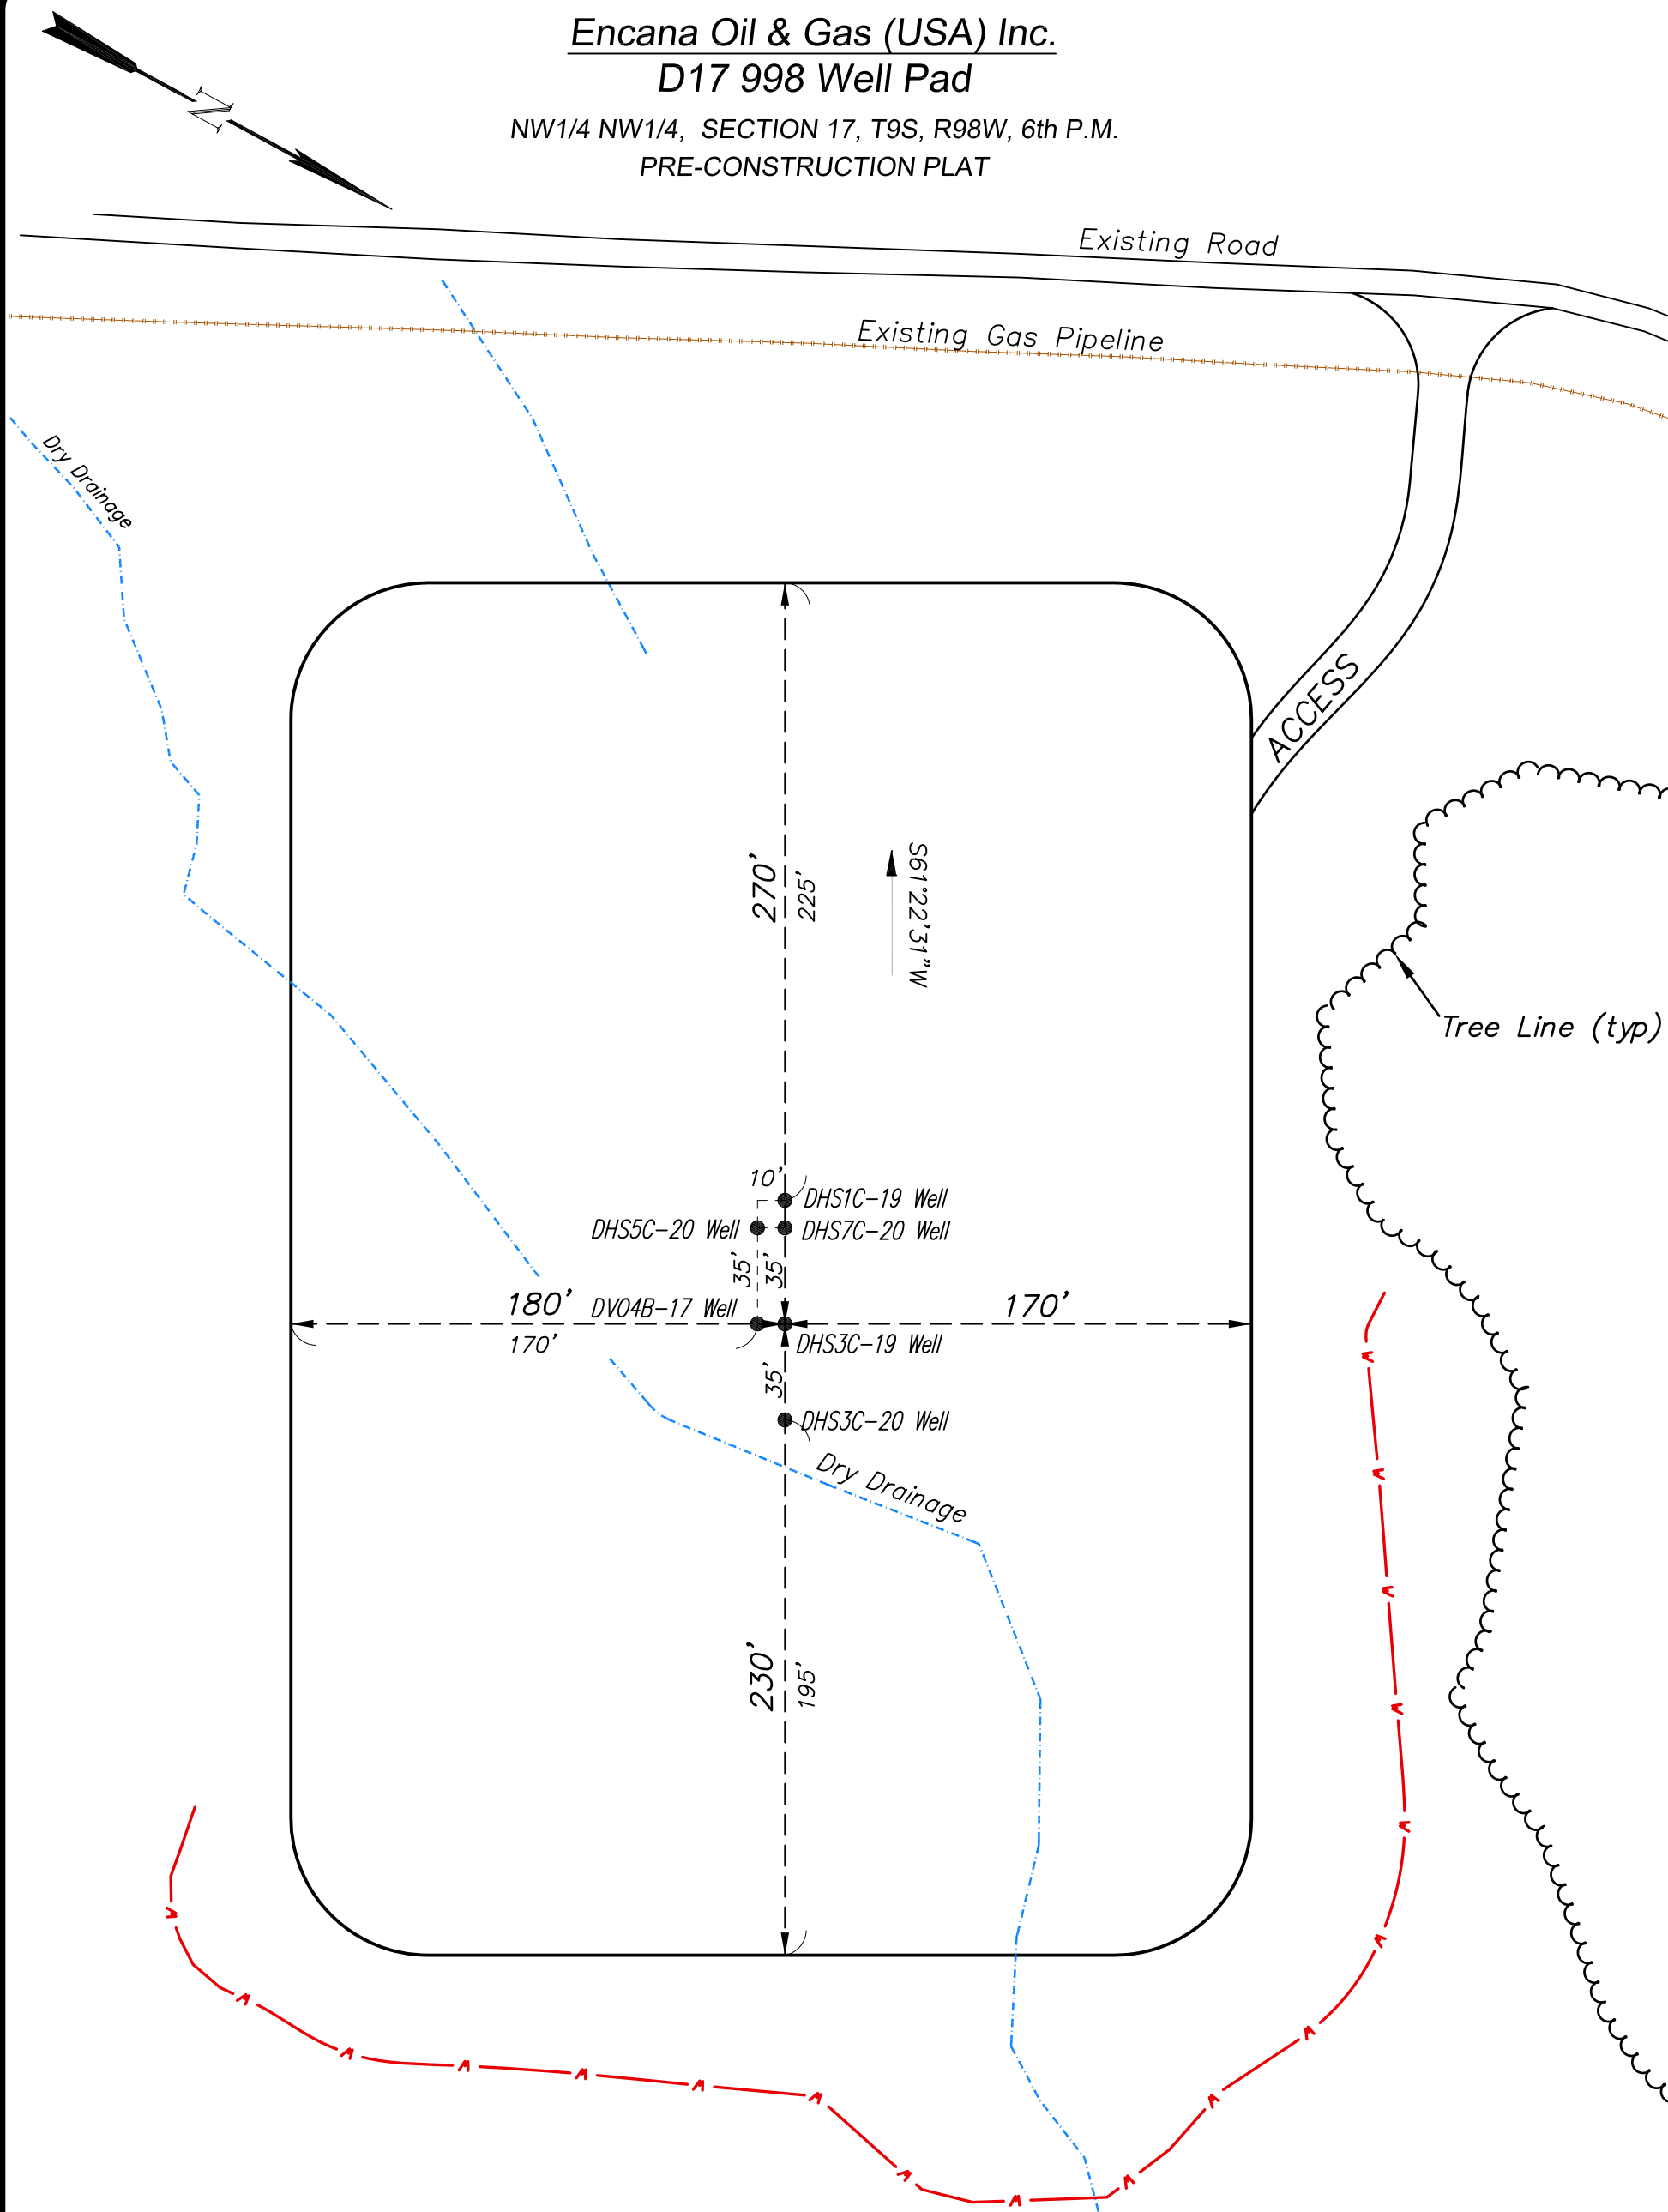 Encana Oil & Gas (USA) Inc.
D17 998 Well Pad
NW1/4 NW1/4, SECTION 17, T9S, R98W, 6th P.M.
PRE-CONSTRUCTION PLAT
N
Existing Road
Existing Gas Pipeline
Dry Drainage
ACCESS
270'
225'
S61°22'31"W
Tree Line (typ)
10'
DHS1C-19 Well
DHS5C-20 Well
DHS7C-20 Well
35'
35'
180'
DV04B-17 Well
170'
170'
DHS3C-19 Well
35'
DHS3C-20 Well
Dry Drainage
230'
195'